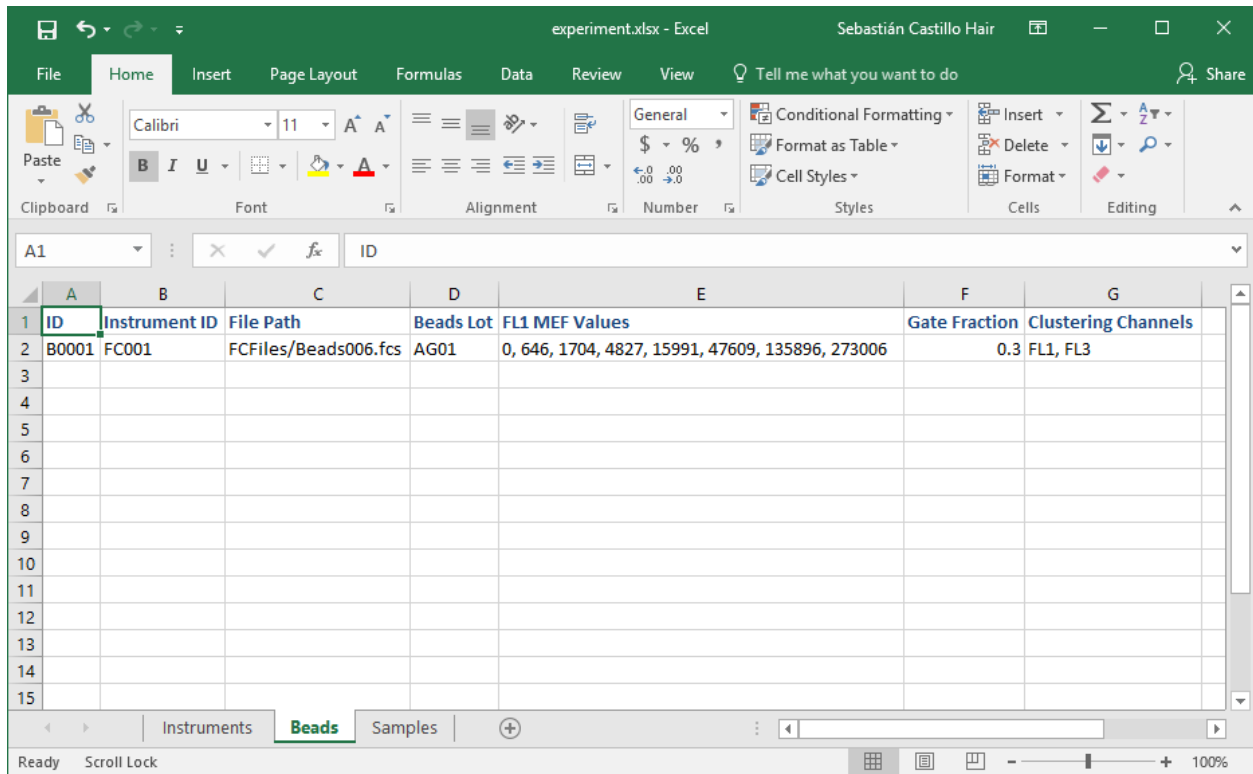 experiment.xlsx - Excel Sebastián Castillo Hair
File Home Insert Page Layout Formulas Data Review View Tell me what you want to do Share
Calibri 11 A A General Conditional Formatting Insert Σ
Paste B I U A $ % , Format as Table Delete
Cell Styles Format
Clipboard Font Alignment Number Styles Cells Editing
A1 fx ID
A B C D E F G
1 ID Instrument ID File Path Beads Lot FL1 MEF Values Gate Fraction Clustering Channels
2 B0001 FC001 FCFiles/Beads006.fcs AG01 0, 646, 1704, 4827, 15991, 47609, 135896, 273006 0.3 FL1, FL3
3
4
5
6
7
8
9
10
11
12
13
14
15
Instruments Beads Samples
Ready Scroll Lock 100%